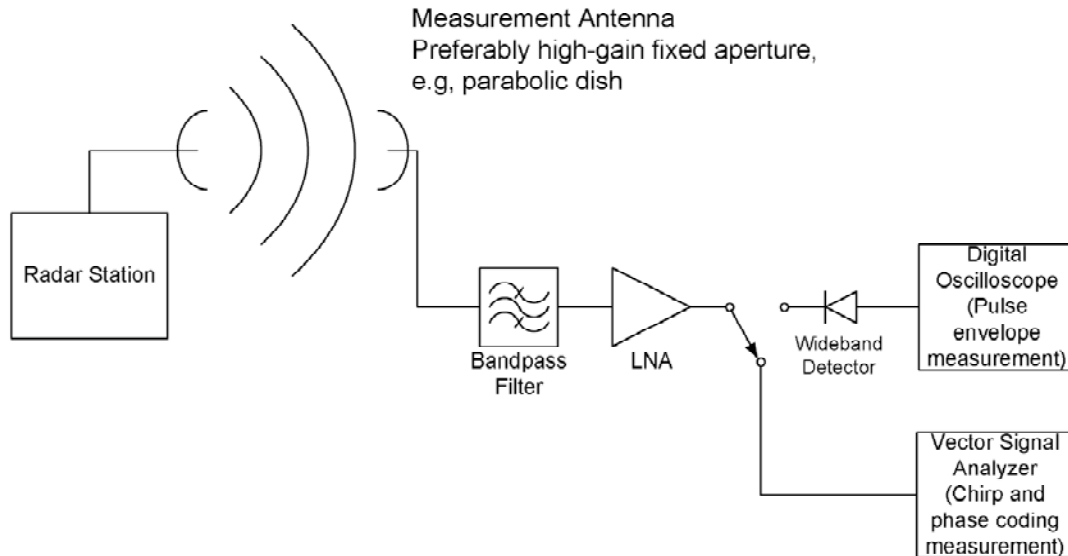 Measurement Antenna
Preferably high-gain fixed aperture,
e.g, parabolic dish
Radar Station
Bandpass
Filter
LNA
Wideband
Detector
Digital
Oscilloscope
(Pulse
envelope
measurement)
Vector Signal
Analyzer
(Chirp and
phase coding
measurement)